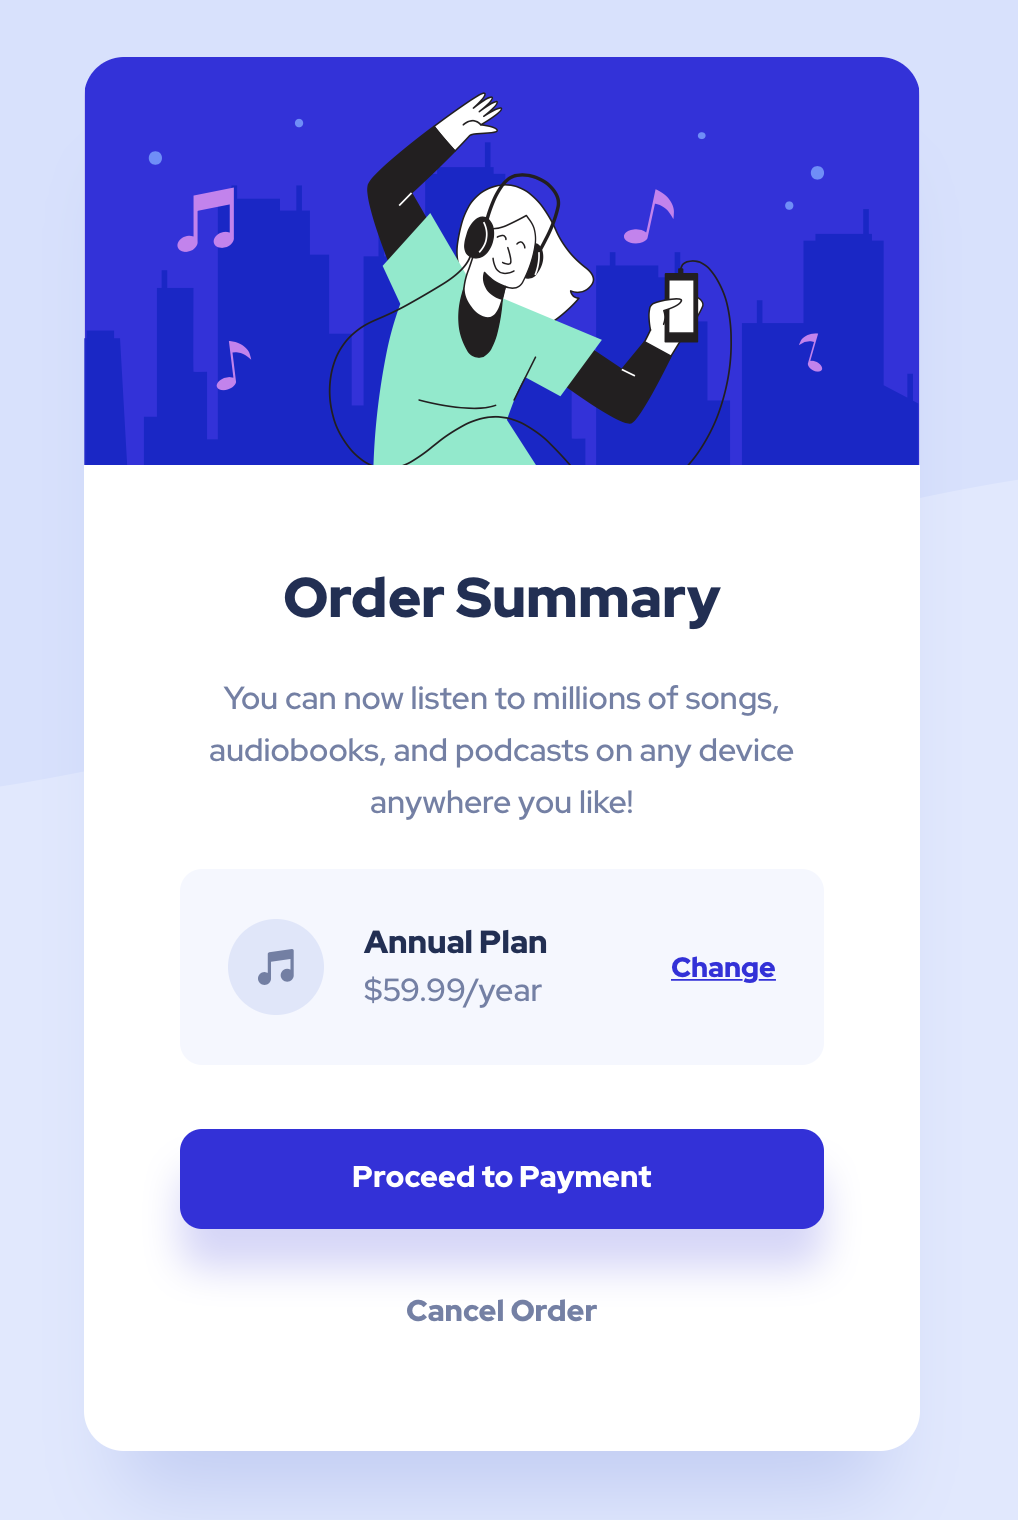 Order Summary
You can now listen to millions of songs,
audiobooks, and podcasts on any device
anywhere you like!
Annual Plan
$59.99/year
Change
Proceed to Payment
Cancel Order